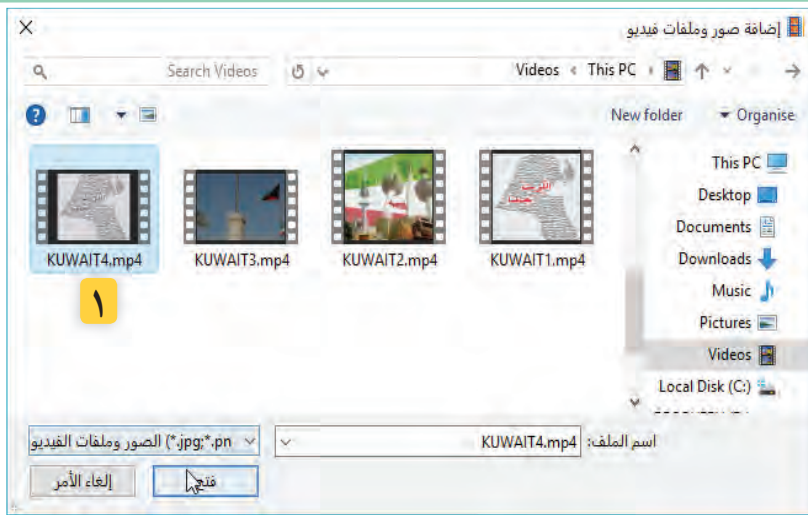 إضافة صور وملفات فيديو
This PC › Videos
Search Videos
Organise
New folder
This PC
Desktop
Documents
Downloads
Music
Pictures
Videos
Local Disk (C:)
KUWAIT1.mp4
KUWAIT2.mp4
KUWAIT3.mp4
KUWAIT4.mp4
١
اسم الملف: KUWAIT4.mp4
الصور وملفات الفيديو (*.jpg;*.pn
فتح
إلغاء الأمر